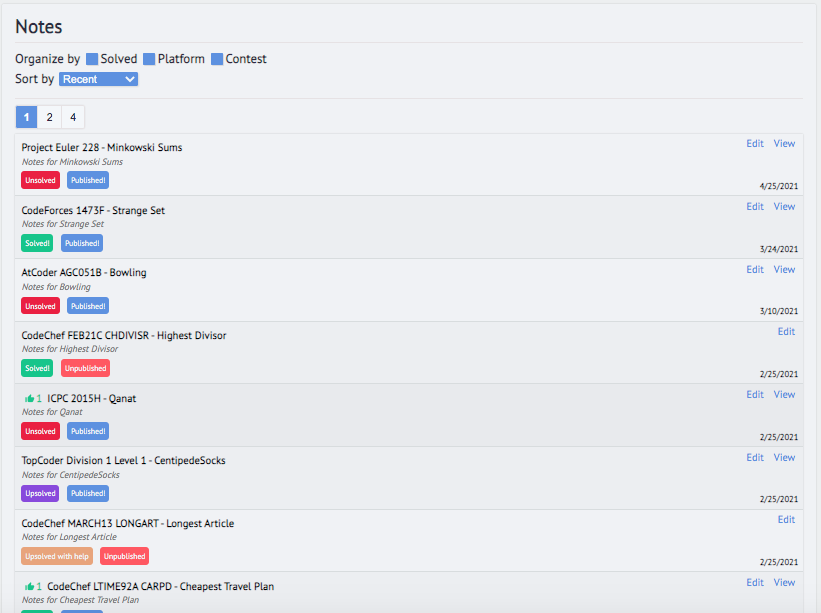 Notes
Organize by Solved Platform Contest
Sort by Recent
1 2 4
Project Euler 228 - Minkowski Sums
Edit View
Notes for Minkowski Sums
Unsolved Published!
4/25/2021
CodeForces 1473F - Strange Set
Edit View
Notes for Strange Set
Solved! Published!
3/24/2021
AtCoder AGC051B - Bowling
Edit View
Notes for Bowling
Unsolved Published!
3/10/2021
CodeChef FEB21C CHDIVISR - Highest Divisor
Edit
Notes for Highest Divisor
Solved! Unpublished
2/25/2021
1 ICPC 2015H - Qanat
Edit View
Notes for Qanat
Unsolved Published!
2/25/2021
TopCoder Division 1 Level 1 - CentipedeSocks
Edit View
Notes for CentipedeSocks
Upsolved Published!
2/25/2021
CodeChef MARCH13 LONGART - Longest Article
Edit
Notes for Longest Article
Upsolved with help Unpublished
2/25/2021
1 CodeChef LTIME92A CARPD - Cheapest Travel Plan
Edit View
Notes for Cheapest Travel Plan